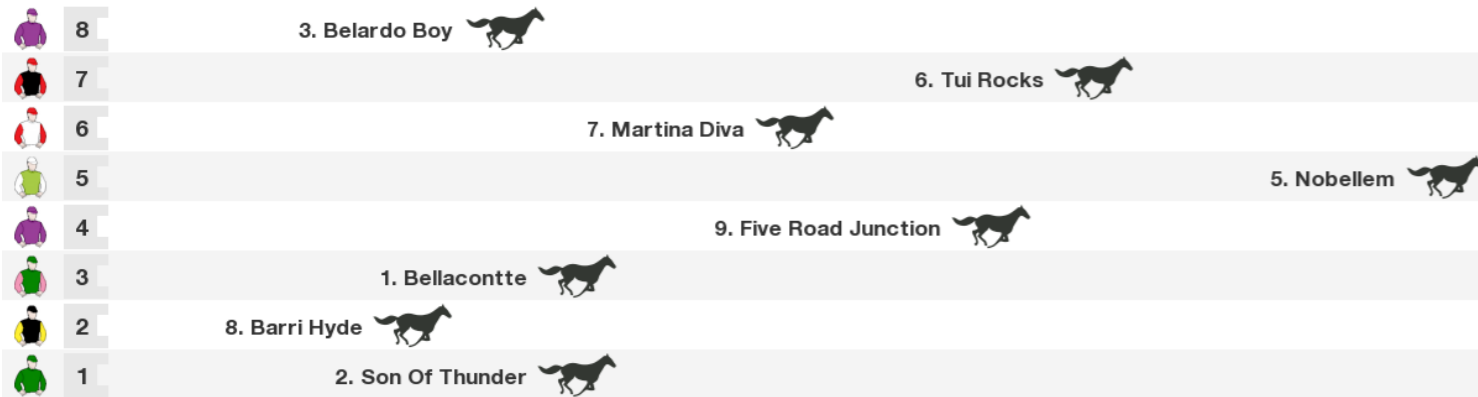 8 3. Belardo Boy
7 6. Tui Rocks
6 7. Martina Diva
5 5. Nobellem
4 9. Five Road Junction
3 1. Bellacontte
2 8. Barri Hyde
1 2. Son Of Thunder